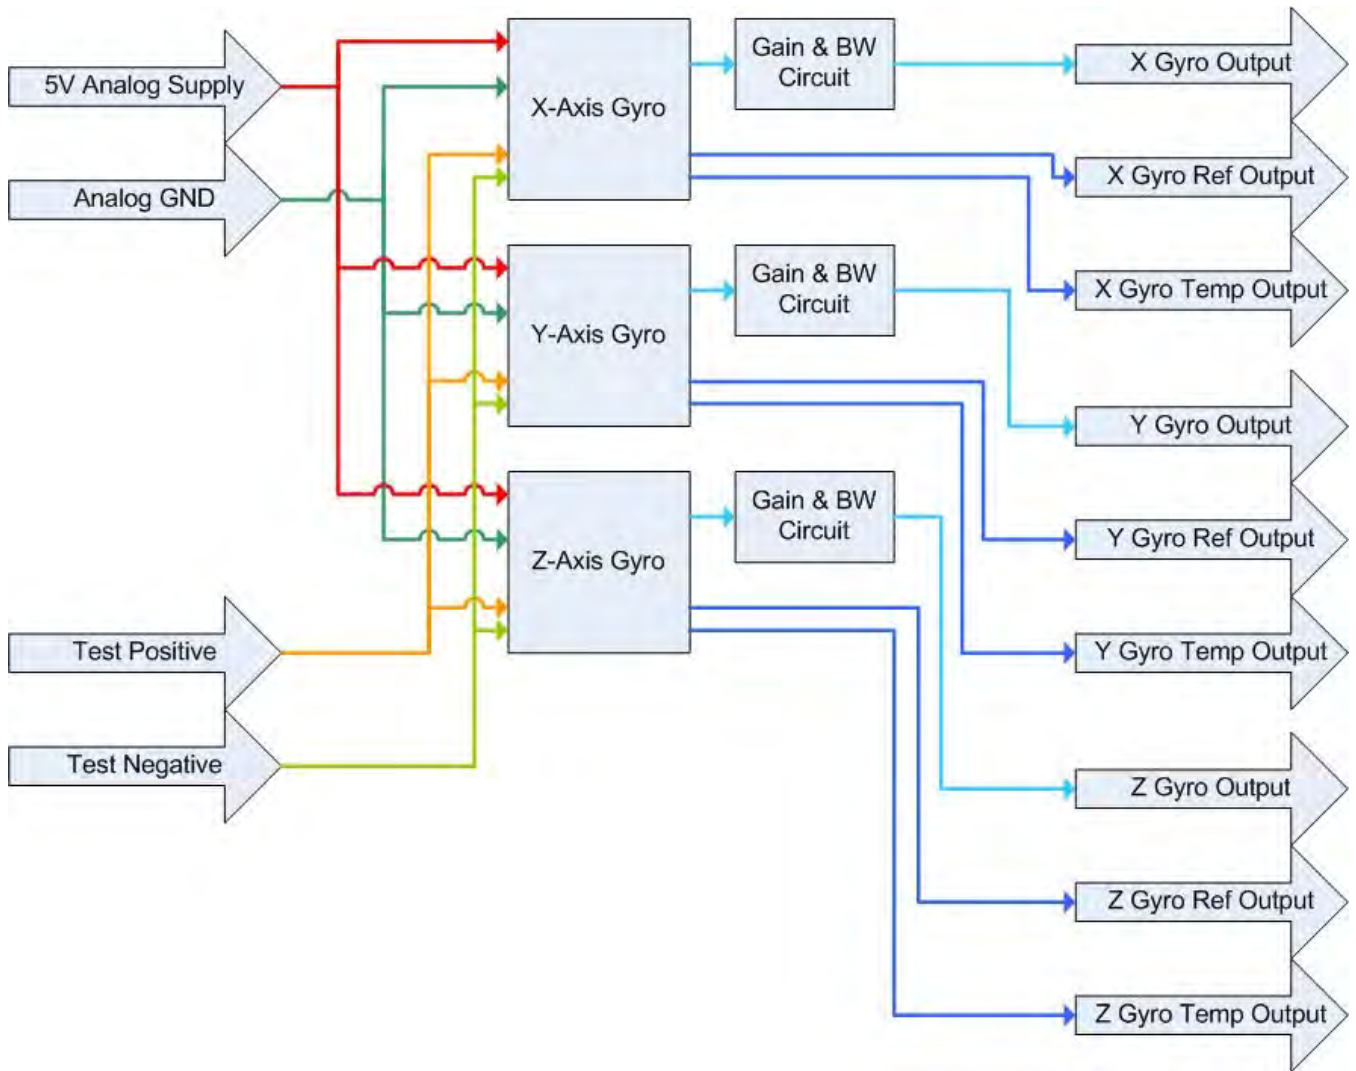 5V Analog Supply
Analog GND
Test Positive
Test Negative
X-Axis Gyro
Y-Axis Gyro
Z-Axis Gyro
Gain & BW
Circuit
Gain & BW
Circuit
Gain & BW
Circuit
X Gyro Output
X Gyro Ref Output
X Gyro Temp Output
Y Gyro Output
Y Gyro Ref Output
Y Gyro Temp Output
Z Gyro Output
Z Gyro Ref Output
Z Gyro Temp Output